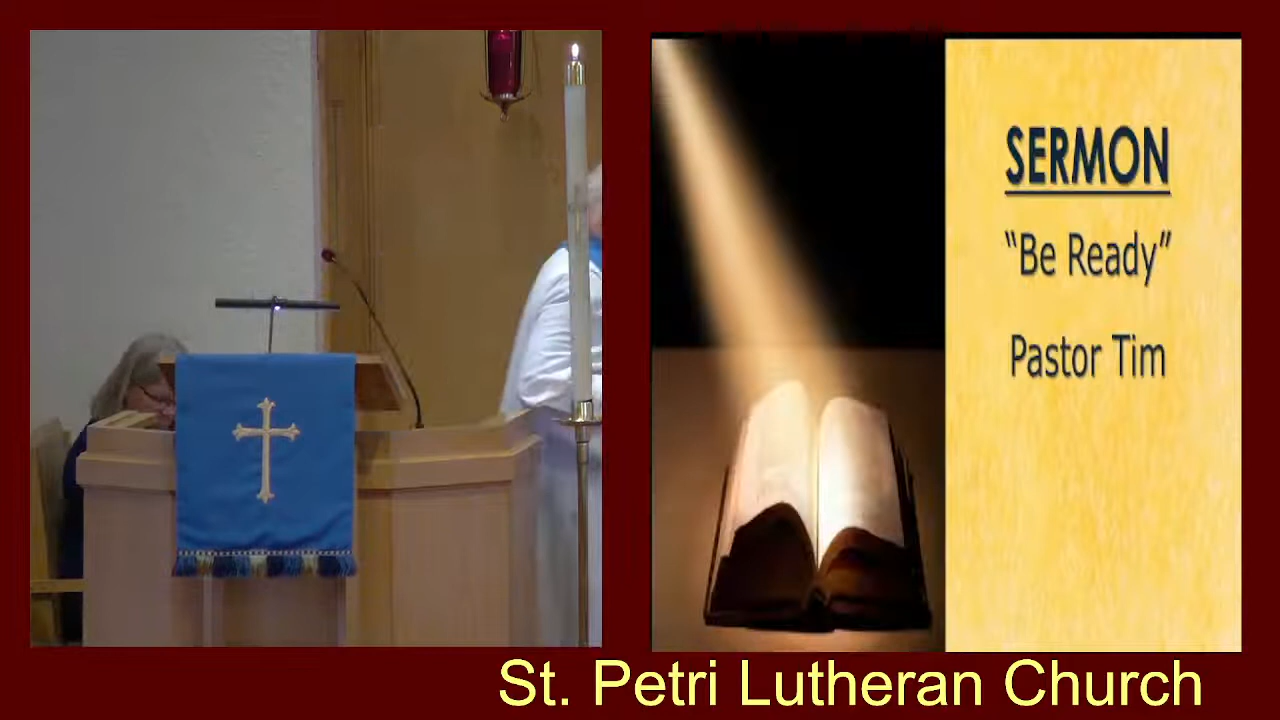 SERMON
“Be Ready”
Pastor Tim
St. Petri Lutheran Church